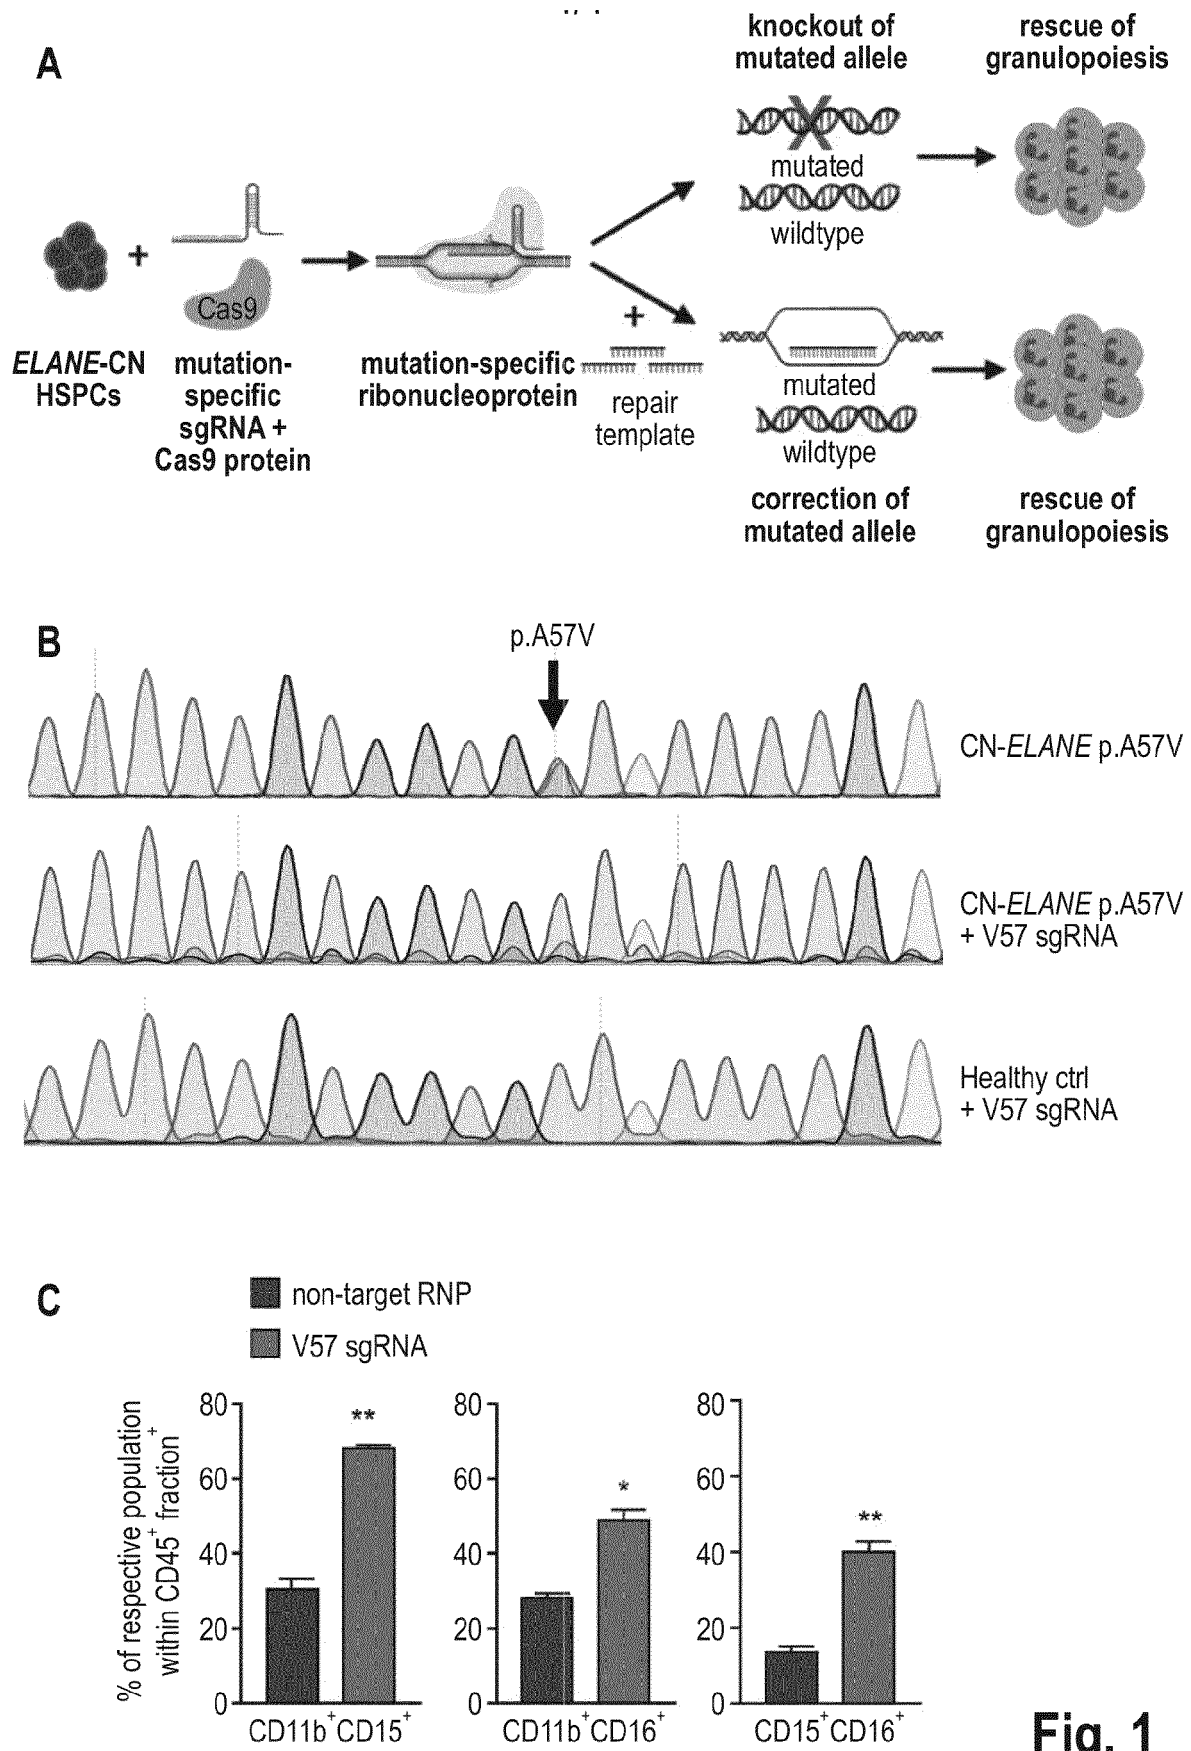 A
knockout of
mutated allele
rescue of
granulopoiesis
mutated
wildtype
+
Cas9
+
ELANE-CN
HSPCs
mutation-
specific
sgRNA +
Cas9 protein
mutation-specific
ribonucleoprotein
repair
template
mutated
wildtype
correction of
mutated allele
rescue of
granulopoiesis
B
p.A57V
CN-ELANE p.A57V
CN-ELANE p.A57V
+ V57 sgRNA
Healthy ctrl
+ V57 sgRNA
C
non-target RNP
V57 sgRNA
% of respective population
within CD45+ fraction+
80
60
40
20
0
**
CD11b+CD15+
80
60
40
20
0
*
CD11b+CD16+
80
60
40
20
0
**
CD15+CD16+
Fig. 1